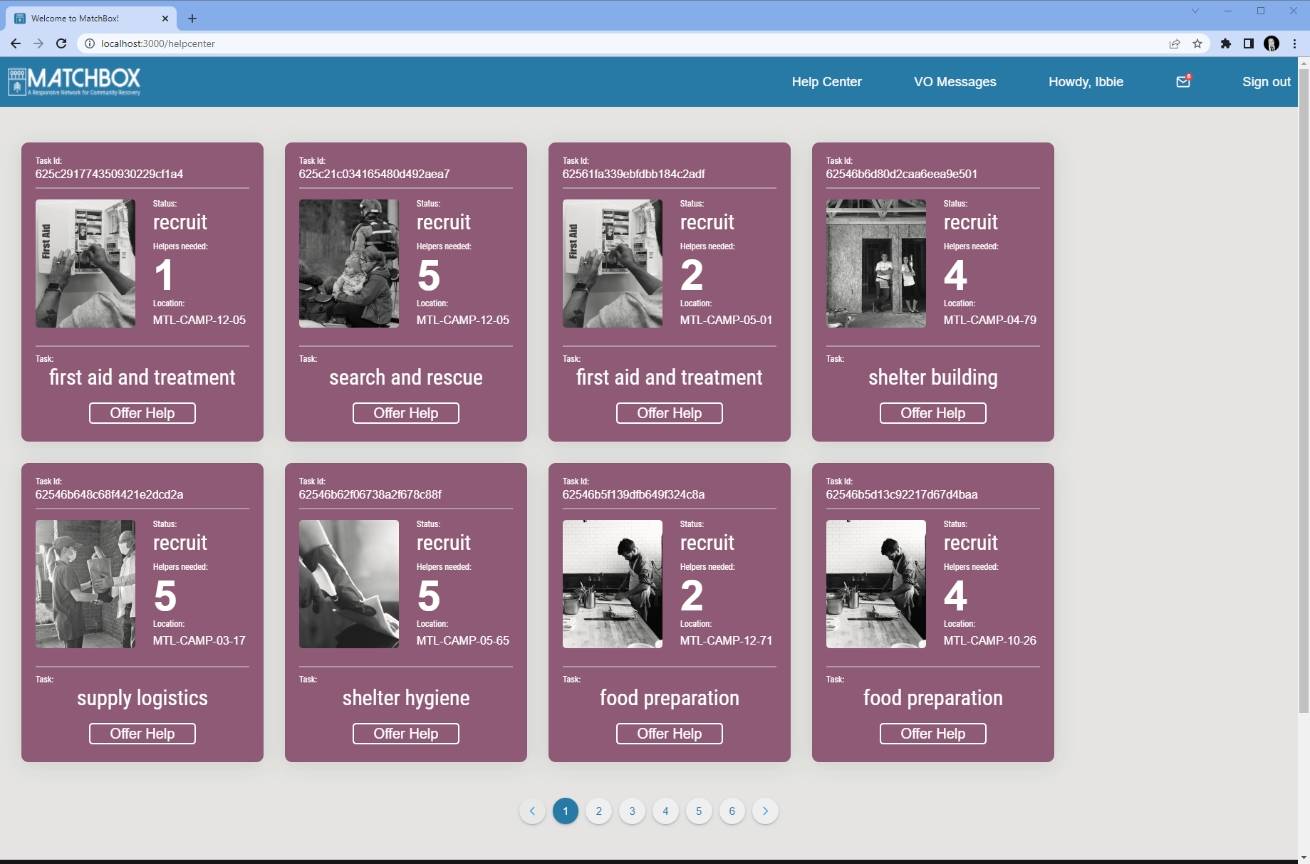 Welcome to MatchBox!
localhost:3000/helpcenter
MATCHBOX
A Responsive Network for Community Recovery
Help Center
VO Messages
Howdy, Ibbie
Sign out
Task Id:
625c291774350930229cf1a4
Status:
recruit
Helpers needed:
1
Location:
MTL-CAMP-12-05
First Aid
Task:
first aid and treatment
Offer Help
Task Id:
625c21c034165480d492aea7
Status:
recruit
Helpers needed:
5
Location:
MTL-CAMP-12-05
Task:
search and rescue
Offer Help
Task Id:
62561fa339ebfdbb184c2adf
Status:
recruit
Helpers needed:
2
Location:
MTL-CAMP-05-01
First Aid
Task:
first aid and treatment
Offer Help
Task Id:
62546b6d80d2caa6eea9e501
Status:
recruit
Helpers needed:
4
Location:
MTL-CAMP-04-79
Task:
shelter building
Offer Help
Task Id:
62546b648c68f4421e2dcd2a
Status:
recruit
Helpers needed:
5
Location:
MTL-CAMP-03-17
Task:
supply logistics
Offer Help
Task Id:
62546b62f06738a2f678c88f
Status:
recruit
Helpers needed:
5
Location:
MTL-CAMP-05-65
Task:
shelter hygiene
Offer Help
Task Id:
62546b5f139dfb649f324c8a
Status:
recruit
Helpers needed:
2
Location:
MTL-CAMP-12-71
Task:
food preparation
Offer Help
Task Id:
62546b5d13c92217d67d4baa
Status:
recruit
Helpers needed:
4
Location:
MTL-CAMP-10-26
Task:
food preparation
Offer Help
1 2 3 4 5 6